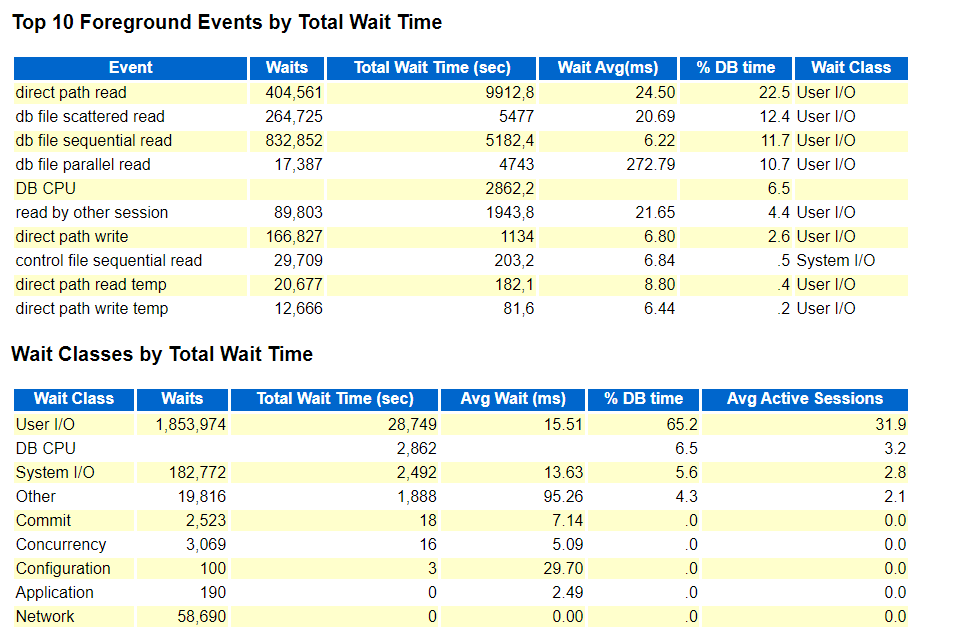 Top 10 Foreground Events by Total Wait Time
Event Waits Total Wait Time (sec) Wait Avg(ms) % DB time Wait Class
direct path read 404,561 9912,8 24.50 22.5 User I/O
db file scattered read 264,725 5477 20.69 12.4 User I/O
db file sequential read 832,852 5182,4 6.22 11.7 User I/O
db file parallel read 17,387 4743 272.79 10.7 User I/O
DB CPU 2862,2 6.5
read by other session 89,803 1943,8 21.65 4.4 User I/O
direct path write 166,827 1134 6.80 2.6 User I/O
control file sequential read 29,709 203,2 6.84 .5 System I/O
direct path read temp 20,677 182,1 8.80 .4 User I/O
direct path write temp 12,666 81,6 6.44 .2 User I/O
Wait Classes by Total Wait Time
Wait Class Waits Total Wait Time (sec) Avg Wait (ms) % DB time Avg Active Sessions
User I/O 1,853,974 28,749 15.51 65.2 31.9
DB CPU 2,862 6.5 3.2
System I/O 182,772 2,492 13.63 5.6 2.8
Other 19,816 1,888 95.26 4.3 2.1
Commit 2,523 18 7.14 .0 0.0
Concurrency 3,069 16 5.09 .0 0.0
Configuration 100 3 29.70 .0 0.0
Application 190 0 2.49 .0 0.0
Network 58,690 0 0.00 .0 0.0